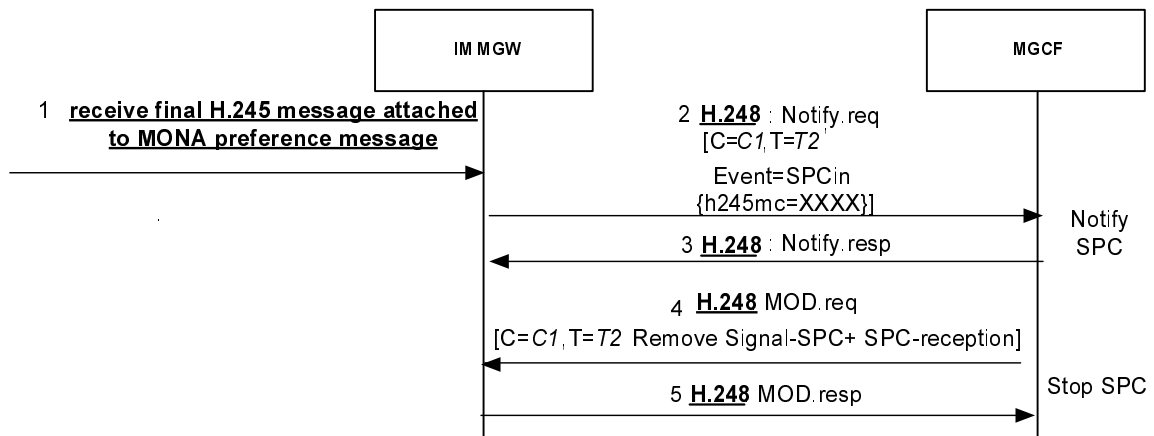 IM MGW
MGCF
1 receive final H.245 message attached
to MONA preference message
2 H.248 : Notify.req
[C=C1,T=T2 '
Event=SPCin
{h245mc=XXXX}]
Notify
SPC
3 H.248 : Notify.resp
4 H.248 MOD.req
[C=C1,T=T2 Remove Signal-SPC+ SPC-reception]
Stop SPC
5 H.248 MOD.resp